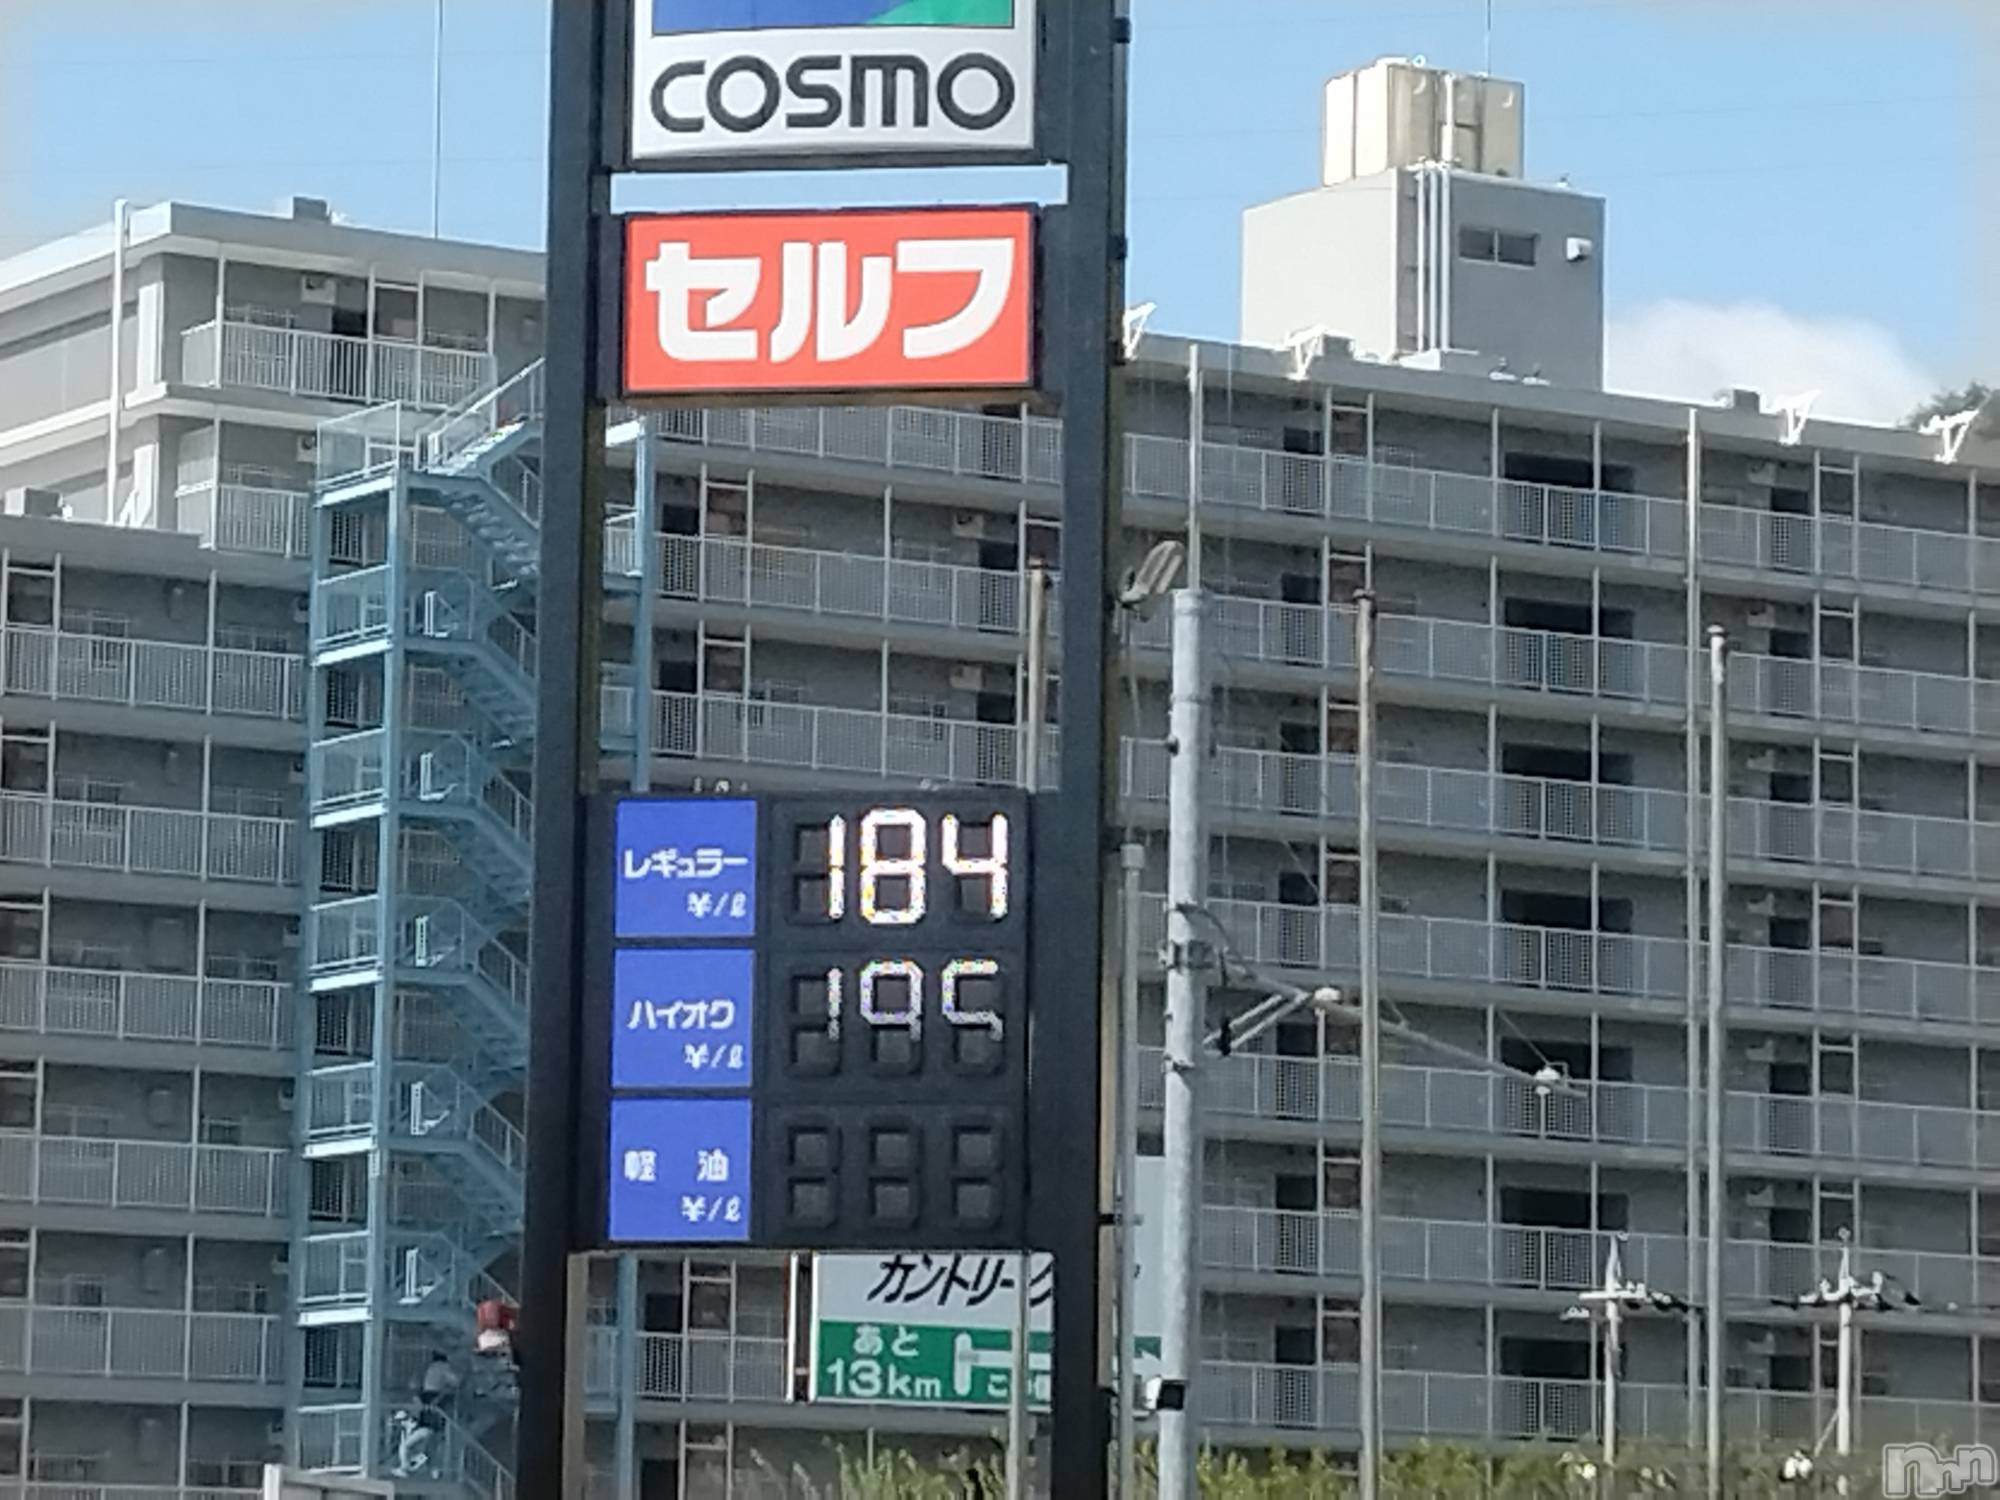 COSMO
セルフ
レギュラー 184
¥/ℓ
ハイオク 195
¥/ℓ
軽 油
¥/ℓ
カントリーク
あと
13km